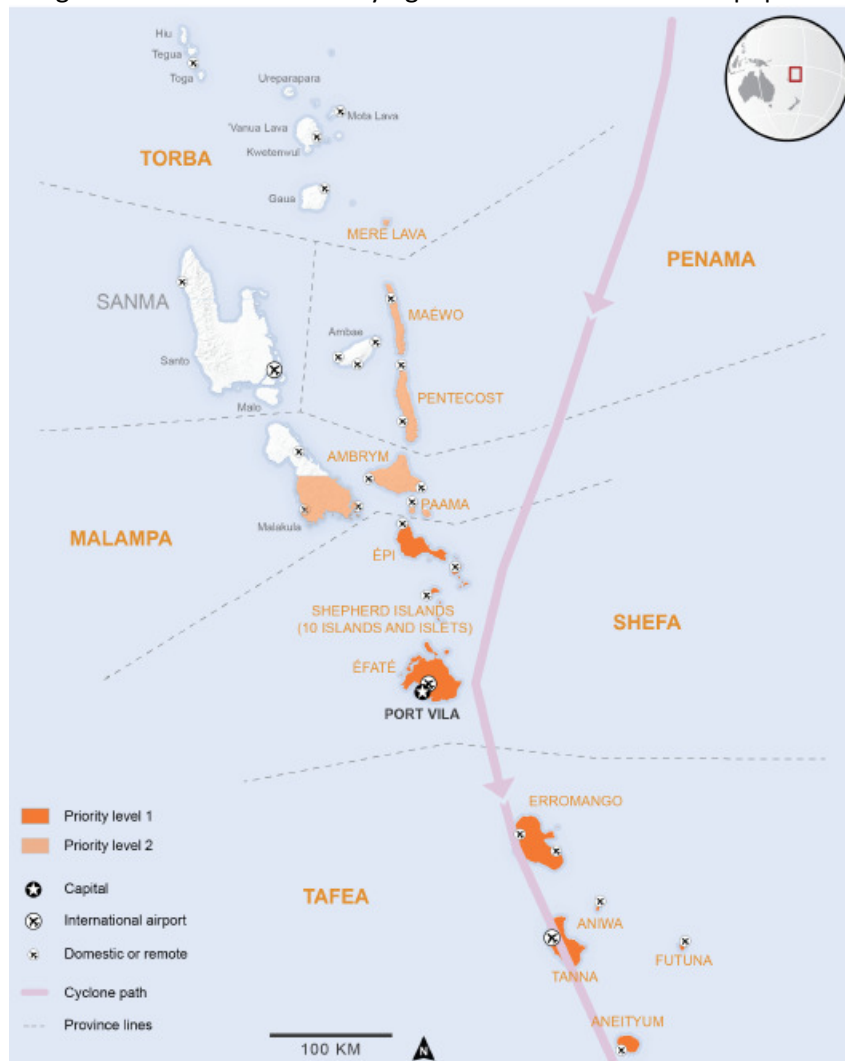 Hiu
Tegua
Toga
Ureparapara
Mota Lava
Vanua Lava
Kwetenwul
TORBA
Gaua
MERE LAVA
PENAMA
SANMA
MAÉWO
Ambae
Santo
PENTECOST
Malo
AMBRYM
PAAMA
Malakula
MALAMPA
ÉPI
SHEPHERD ISLANDS
(10 ISLANDS AND ISLETS)
SHEFA
ÉFATÉ
PORT VILA
ERROMANGO
Priority level 1
Priority level 2
Capital
International airport
Domestic or remote
Cyclone path
Province lines
TAFEA
ANIWA
TANNA
FUTUNA
ANEITYUM
100 KM
N